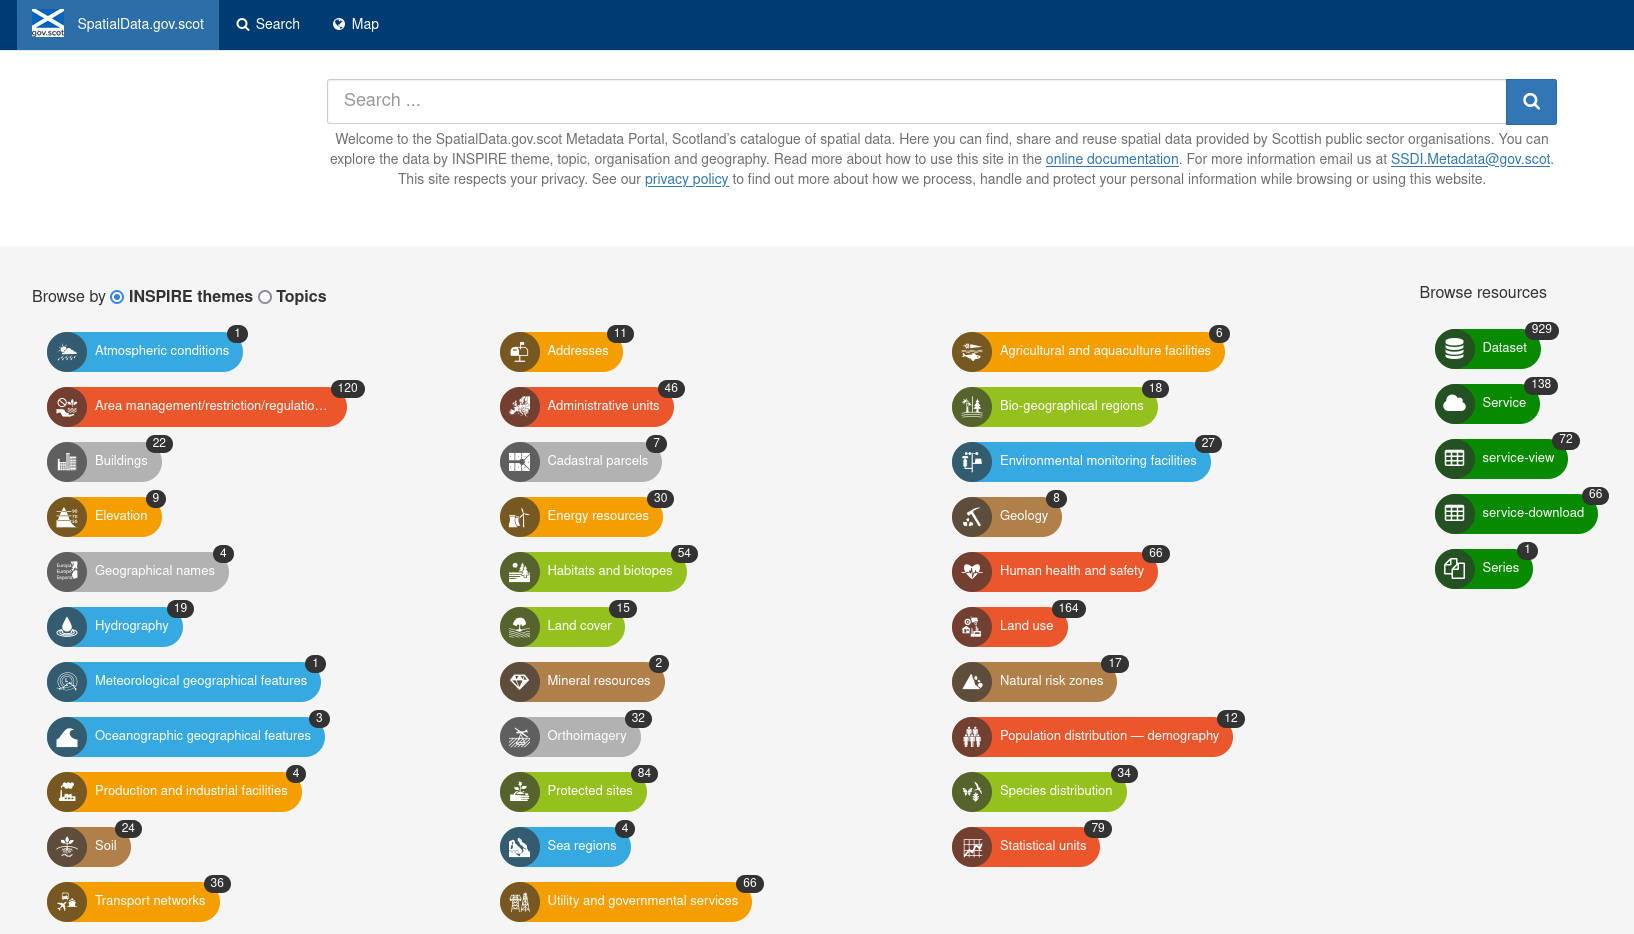 gov.scot
SpatialData.gov.scot
Search
Map
Search ...
Welcome to the SpatialData.gov.scot Metadata Portal, Scotland's catalogue of spatial data. Here you can find, share and reuse spatial data provided by Scottish public sector organisations. You can
explore the data by INSPIRE theme, topic, organisation and geography. Read more about how to use this site in the online documentation. For more information email us at SSDI.Metadata@gov.scot.
This site respects your privacy. See our privacy policy to find out more about how we process, handle and protect your personal information while browsing or using this website.
Browse by INSPIRE themes Topics
Atmospheric conditions 1
Area management/restriction/regulatio... 120
Buildings 22
Elevation 9
Geographical names 4
Hydrography 19
Meteorological geographical features 1
Oceanographic geographical features 3
Production and industrial facilities 4
Soil 24
Transport networks 36
Addresses 11
Administrative units 46
Cadastral parcels 7
Energy resources 30
Habitats and biotopes 54
Land cover 15
Mineral resources 2
Orthoimagery 32
Protected sites 84
Sea regions 4
Utility and governmental services 66
Agricultural and aquaculture facilities 6
Bio-geographical regions 18
Environmental monitoring facilities 27
Geology 8
Human health and safety 66
Land use 164
Natural risk zones 17
Population distribution — demography 12
Species distribution 34
Statistical units 79
Browse resources
Dataset 929
Service 138
service-view 72
service-download 66
Series 1